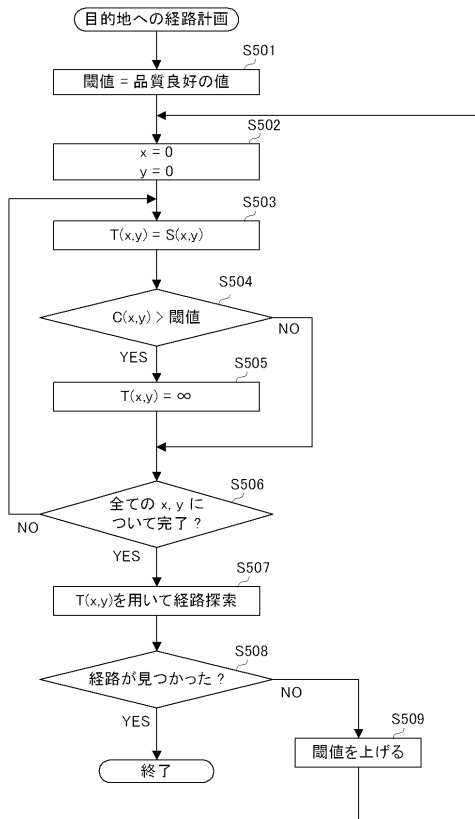 目的地への経路計画
S501
閾値 = 品質良好の値
S502
x = 0
y = 0
S503
T(x,y) = S(x,y)
S504
C(x,y) > 閾値
NO
YES
S505
T(x,y) = ∞
S506
全ての x, y に
ついて完了？
NO
YES
S507
T(x,y)を用いて経路探索
S508
経路が見つかった？
NO
YES
S509
閾値を上げる
終了